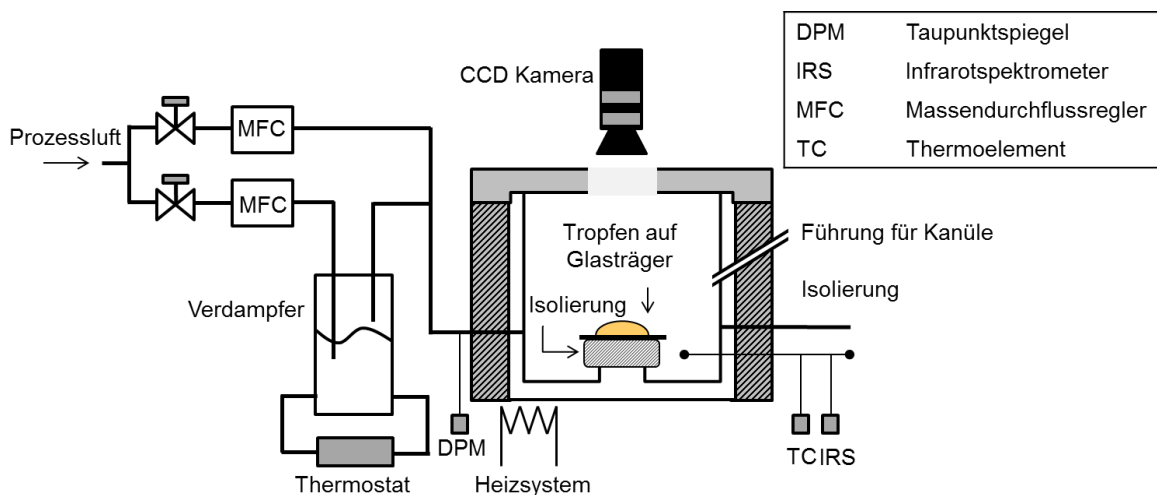 DPM Taupunktspiegel
IRS Infrarotspektrometer
MFC Massendurchflussregler
TC Thermoelement
CCD Kamera
Prozessluft
MFC
MFC
Verdampfer
Thermostat
DPM
Heizsystem
Tropfen auf
Glasträger
Isolierung
Führung für Kanüle
Isolierung
TC IRS